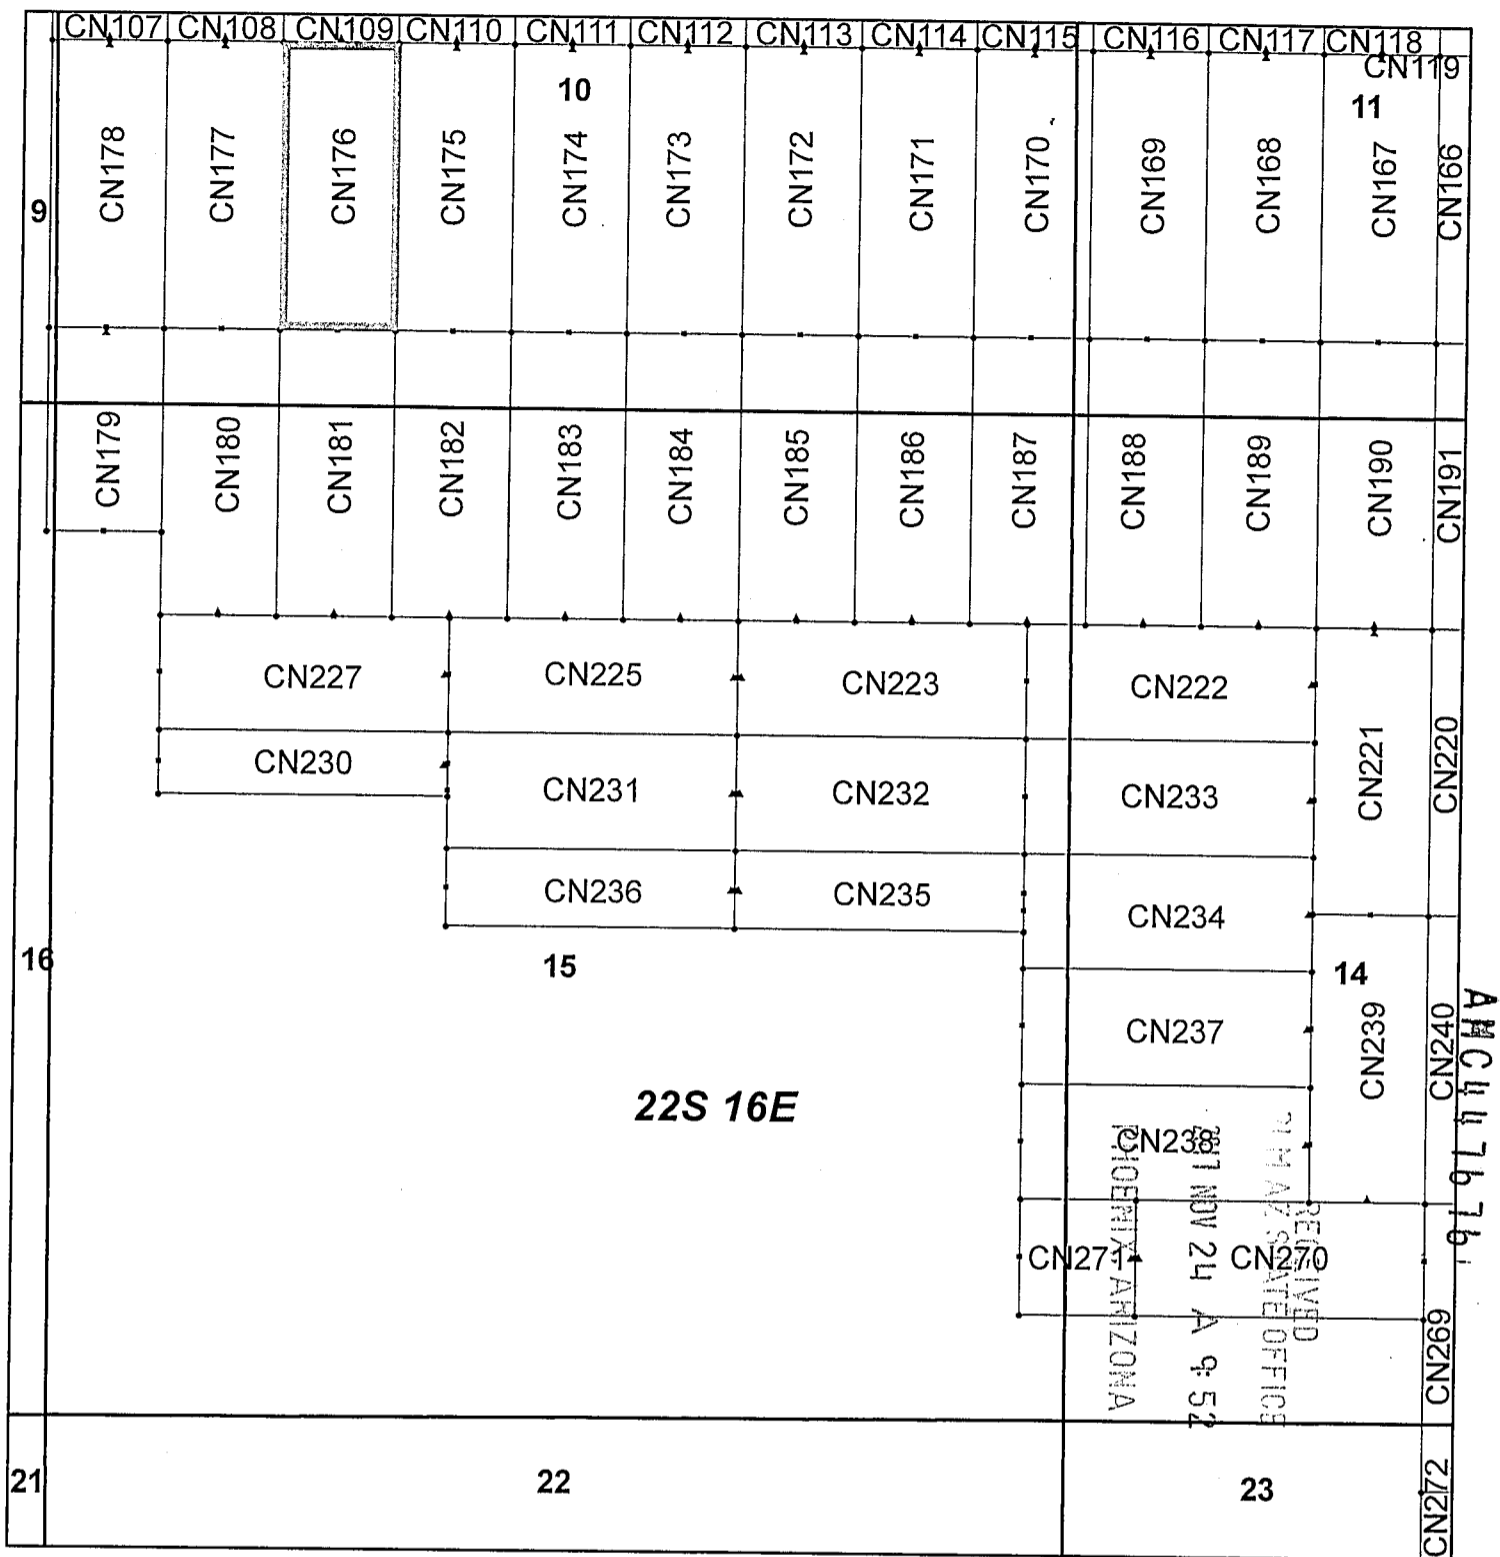 CN107 CN108 CN109 CN110 CN111 CN112 CN113 CN114 CN115 CN116 CN117 CN118
CN119
10
11
9
CN178 CN177 CN176 CN175 CN174 CN173 CN172 CN171 CN170 CN169 CN168 CN167 CN166
CN179 CN180 CN181 CN182 CN183 CN184 CN185 CN186 CN187 CN188 CN189 CN190 CN191
CN227 CN225 CN223 CN222
CN221 CN220
CN230 CN231 CN232 CN233
CN236 CN235 CN234
16 15 14
CN237
CN239 CN240
22S 16E
CN238
CN271 CN270
CN269
21 22 23
CN272
AMC447676
RECEIVED
AZ STATE OFFICE
NOV 24 A 9:52
PHOENIX ARIZONA